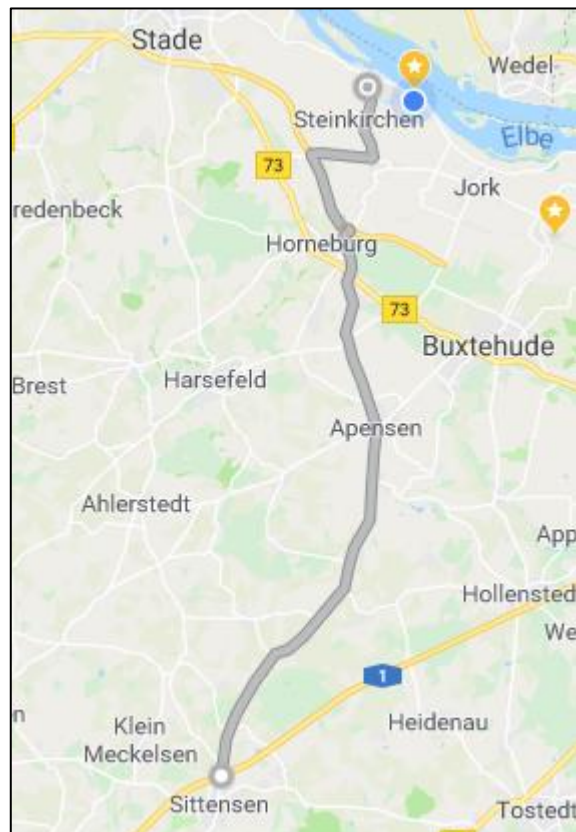 Stade
Wedel
Steinkirchen
Elbe
73
Jork
redenbeck
Horneburg
73
Buxtehude
Brest
Harsefeld
Apensen
Ahlerstedt
App
Hollenstedt
We
1
Klein
Meckelsen
Heidenau
n
Sittensen
Tostedt